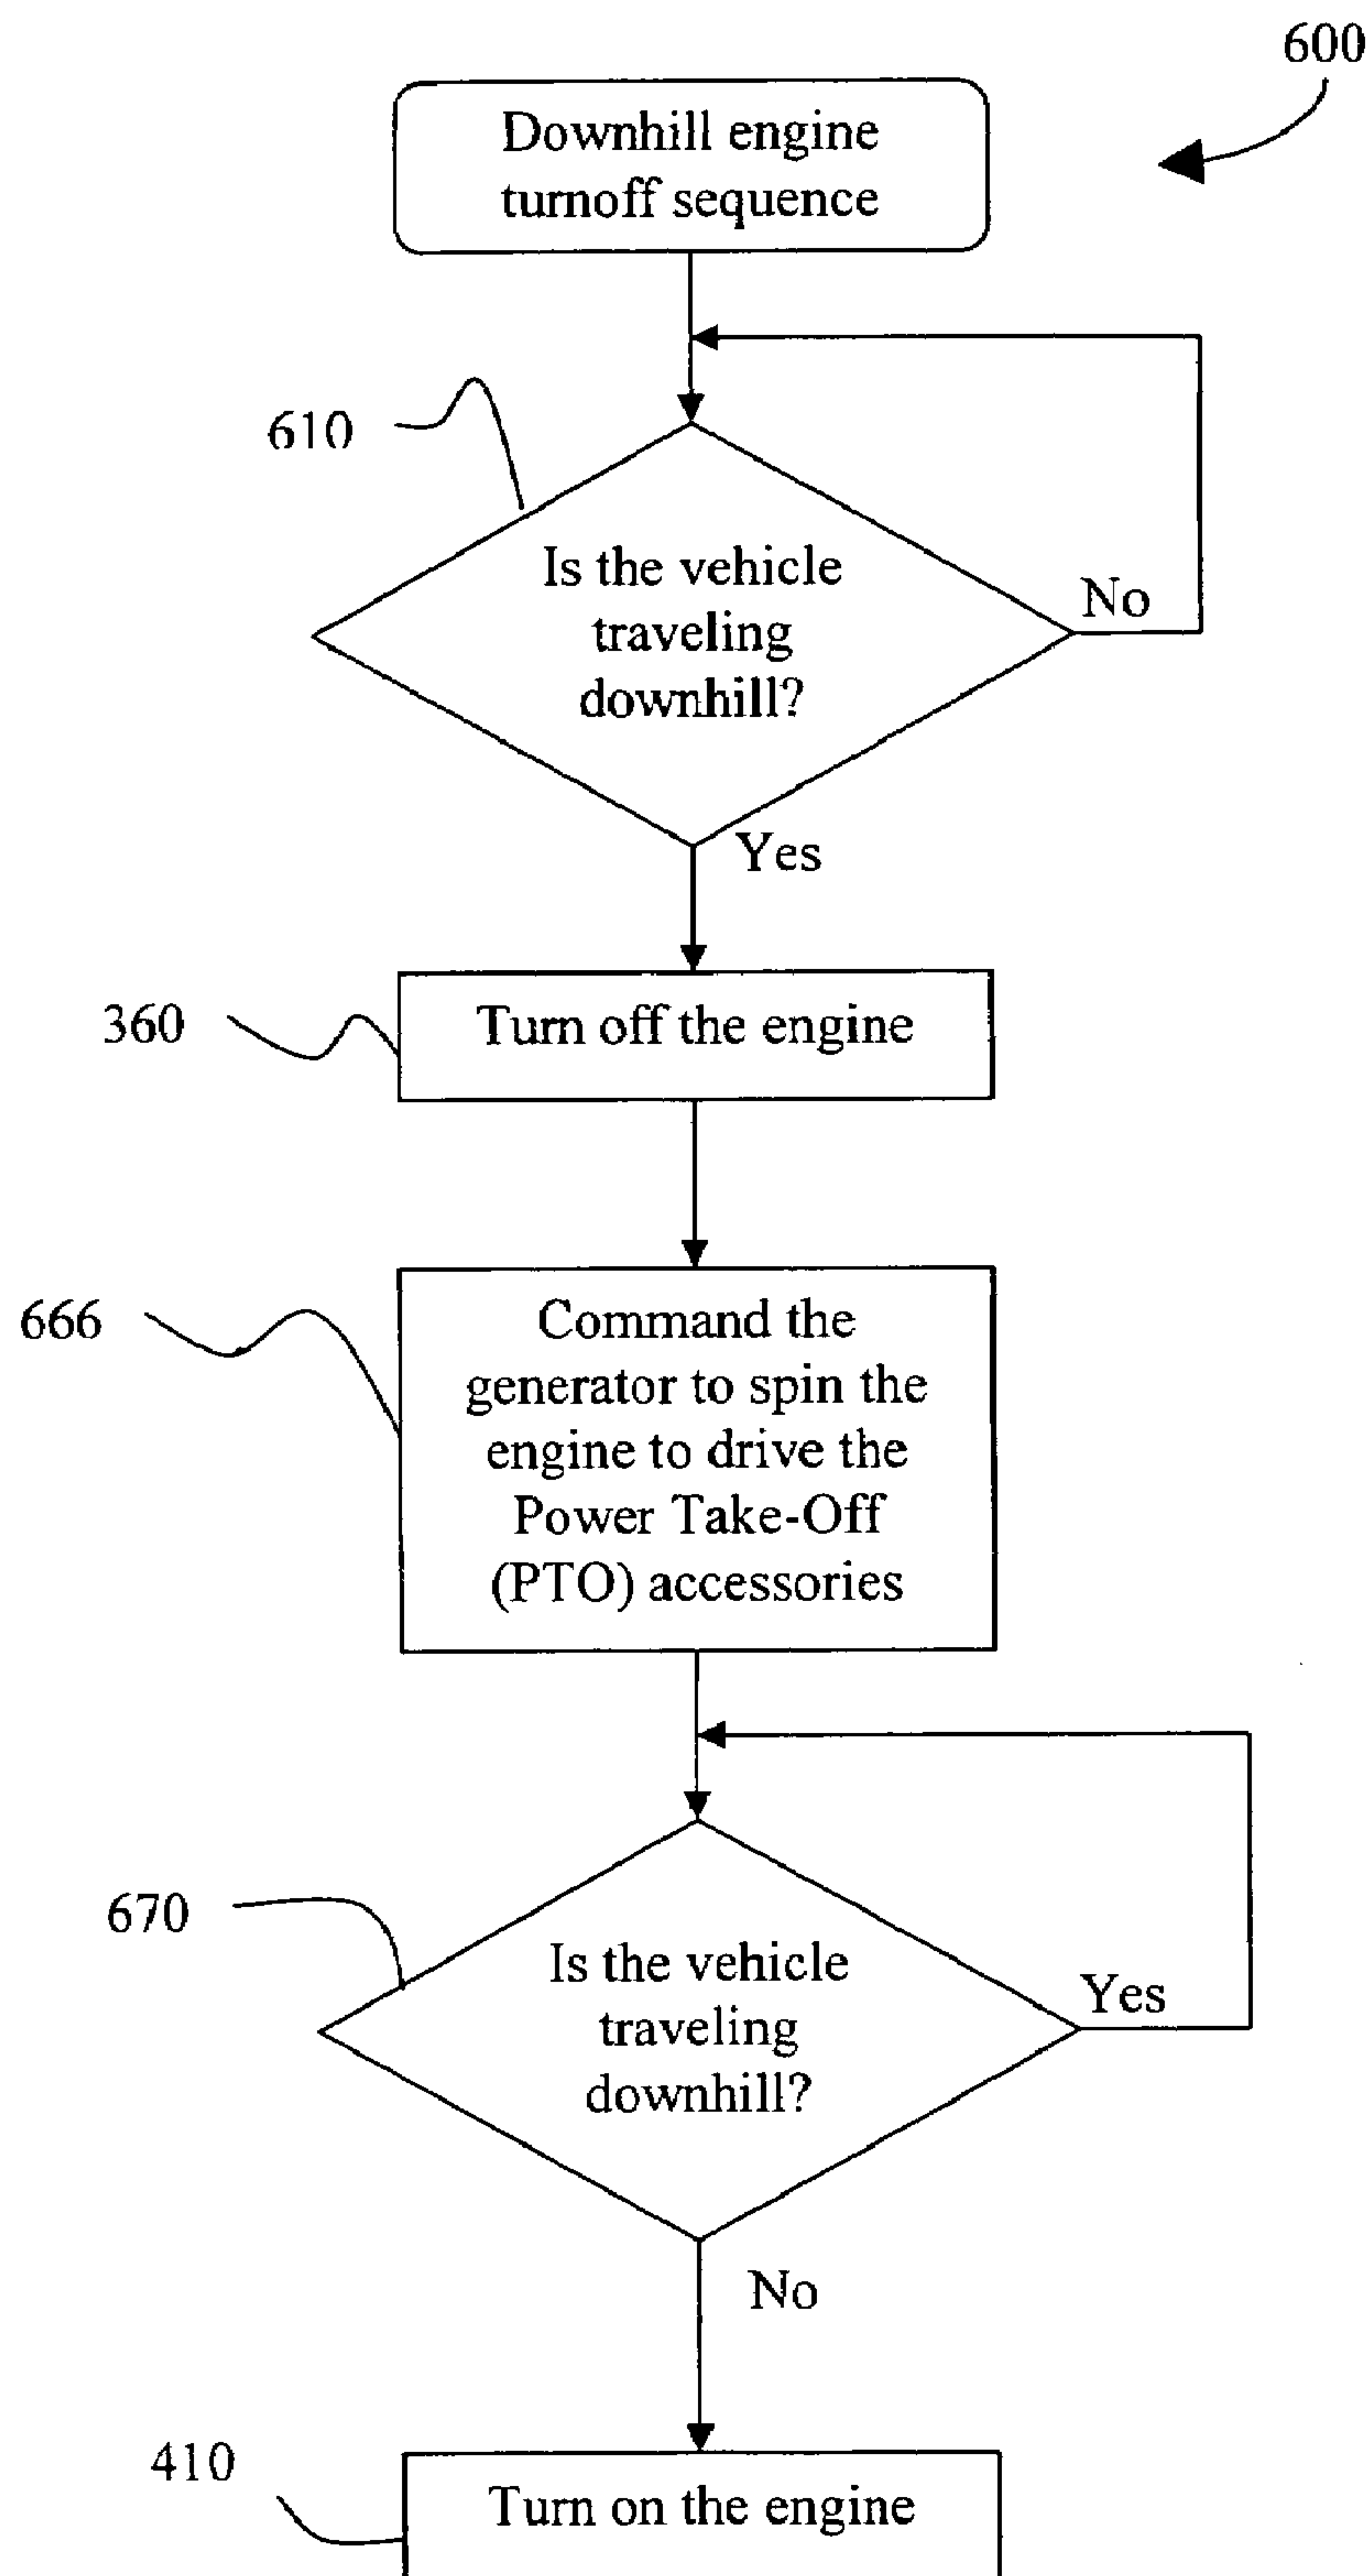 600
Downhill engine
turnoff sequence
610
Is the vehicle
traveling
downhill?
No
Yes
360
Turn off the engine
666
Command the
generator to spin the
engine to drive the
Power Take-Off
(PTO) accessories
670
Is the vehicle
traveling
downhill?
Yes
No
410
Turn on the engine